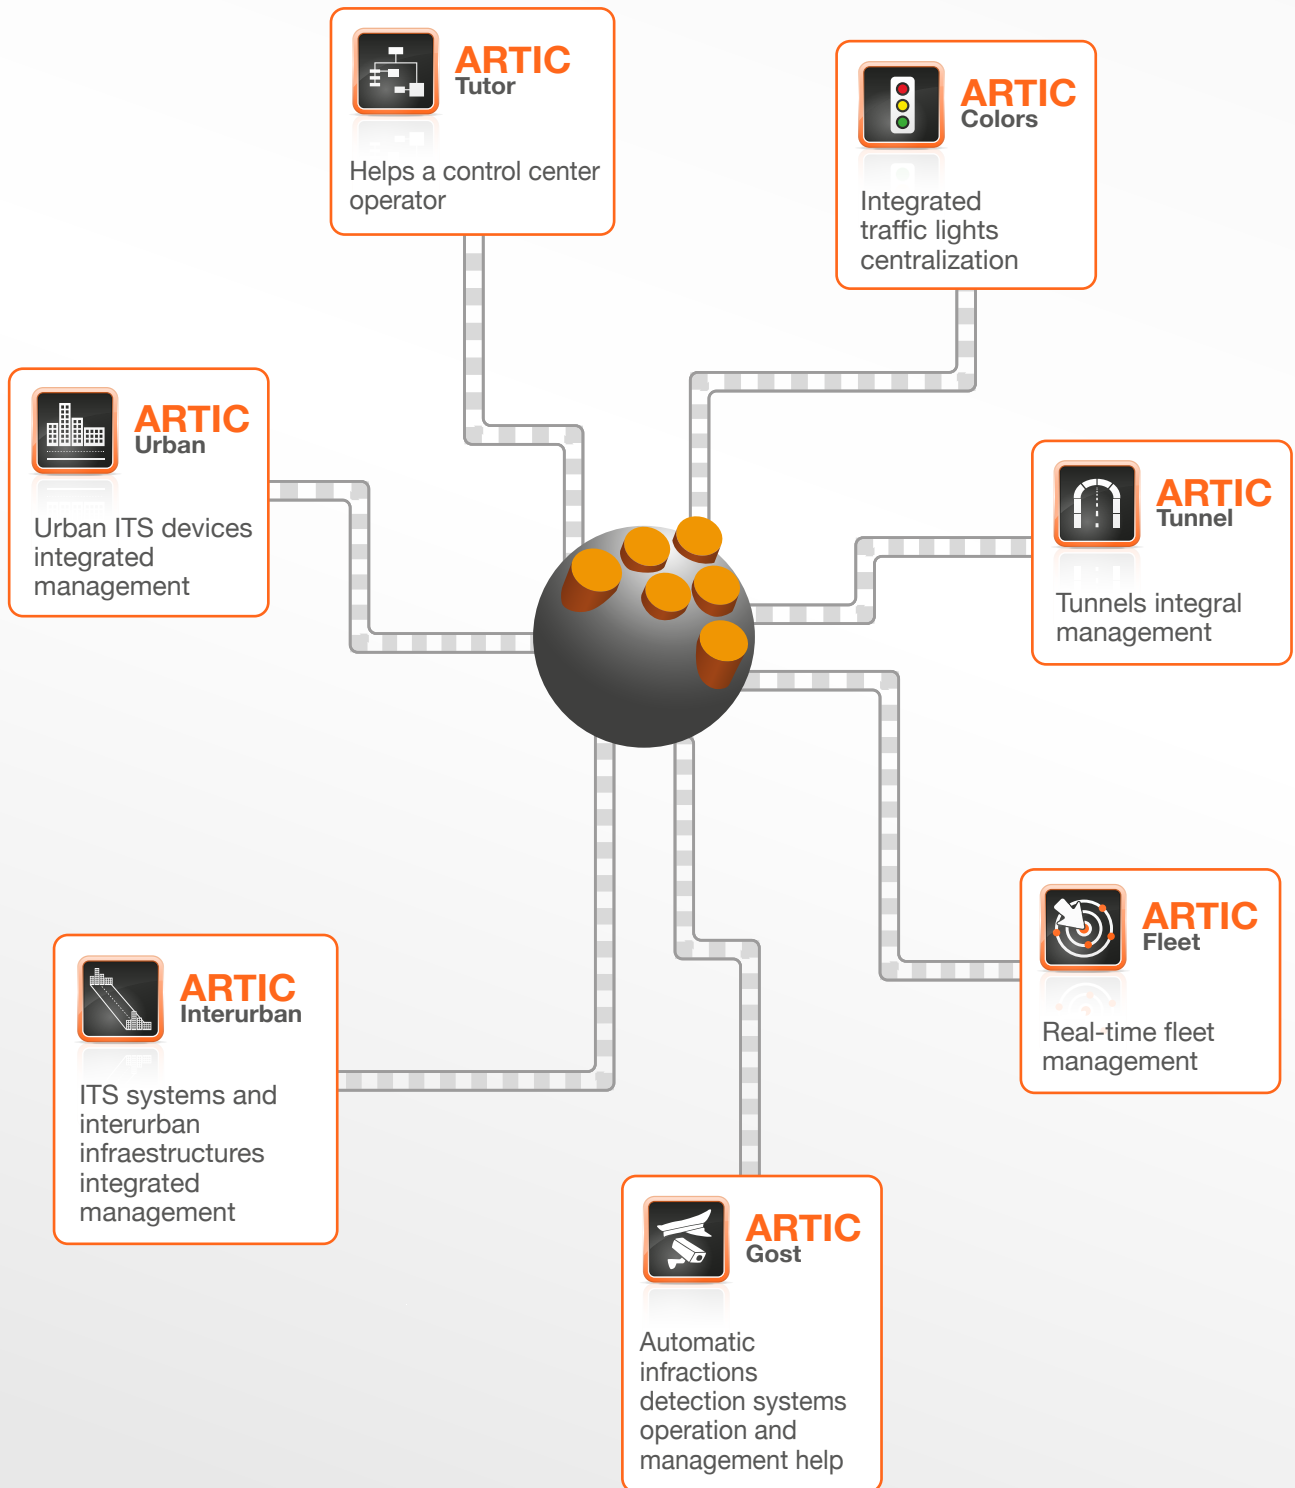 ARTIC
Tutor
Helps a control center
operator
ARTIC
Colors
Integrated
traffic lights
centralization
ARTIC
Urban
Urban ITS devices
integrated
management
ARTIC
Tunnel
Tunnels integral
management
ARTIC
Fleet
Real-time fleet
management
ARTIC
Interurban
ITS systems and
interurban
infraestructures
integrated
management
ARTIC
Gost
Automatic
infractions
detection systems
operation and
management help